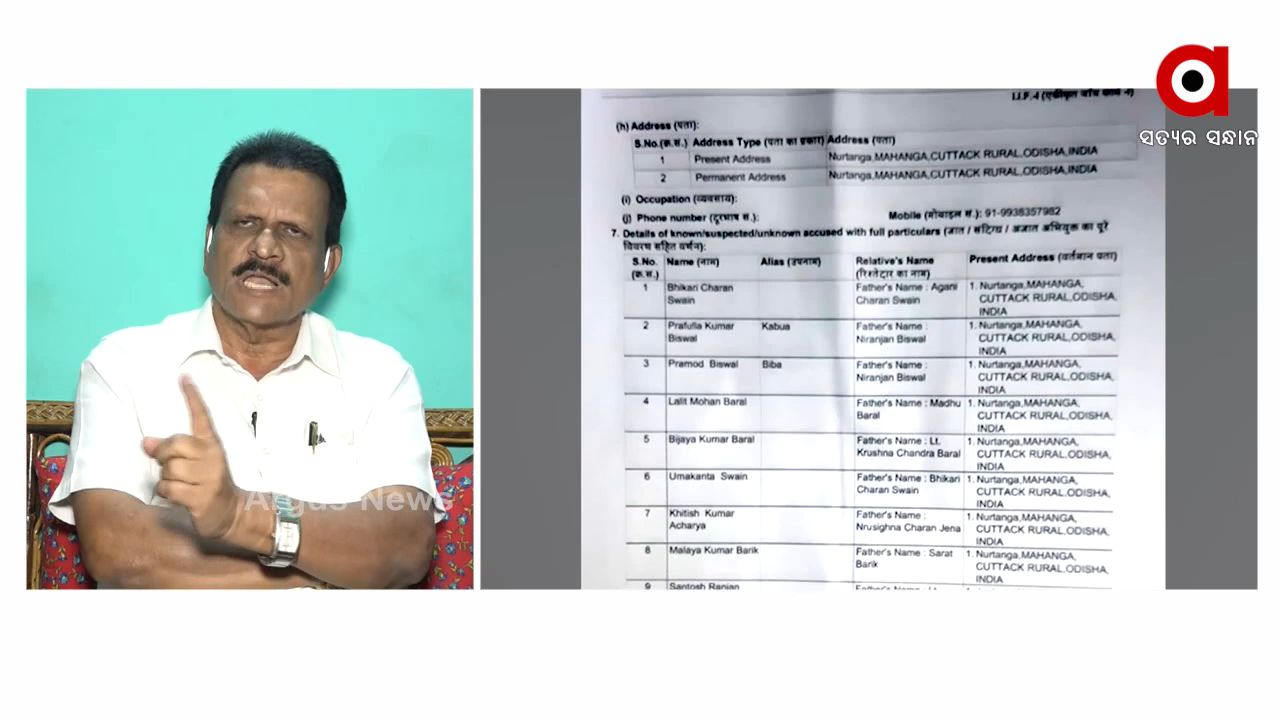 ସତ୍ୟର ସନ୍ଧାନ
Argus News
I.I.F.-I (एकीकृत जाँच फार्म-१)
(h) Address (पता):
S.No.(क्र.सं.) Address Type (पता का प्रकार) Address (पता)
1 Present Address Nurtanga,MAHANGA,CUTTACK RURAL,ODISHA,INDIA
2 Permanent Address Nurtanga,MAHANGA,CUTTACK RURAL,ODISHA,INDIA
(i) Occupation (व्यवसाय):
(j) Phone number (दूरभाष सं.): Mobile (मोबाईल सं.): 91-9938357982
7. Details of known/suspected/unknown accused with full particulars (ज्ञात / संदिग्ध / अज्ञात अभियुक्त का पूरे
विवरण सहित वर्णन):
S.No. Name (नाम) Alias (उपनाम) Relative's Name Present Address (वर्तमान पता)
(क्र.सं.) (रिश्तेदार का नाम)
1 Bhikari Charan Father's Name : Agani 1. Nurtanga,MAHANGA,
Swain Charan Swain CUTTACK RURAL,ODISHA,
INDIA
2 Prafulla Kumar Kabua Father's Name : 1. Nurtanga,MAHANGA,
Biswal Niranjan Biswal CUTTACK RURAL,ODISHA,
INDIA
3 Pramod Biswal Biba Father's Name : 1. Nurtanga,MAHANGA,
Niranjan Biswal CUTTACK RURAL,ODISHA,
INDIA
4 Lalit Mohan Baral Father's Name : Madhu 1. Nurtanga,MAHANGA,
Baral CUTTACK RURAL,ODISHA,
INDIA
5 Bijaya Kumar Baral Father's Name : Lt. 1. Nurtanga,MAHANGA,
Krushna Chandra Baral CUTTACK RURAL,ODISHA,
INDIA
6 Umakanta Swain Father's Name : Bhikari 1. Nurtanga,MAHANGA,
Charan Swain CUTTACK RURAL,ODISHA,
INDIA
7 Khitish Kumar Father's Name : 1. Nurtanga,MAHANGA,
Acharya Nrusighna Charan Jena CUTTACK RURAL,ODISHA,
INDIA
8 Malaya Kumar Barik Father's Name : Sarat 1. Nurtanga,MAHANGA,
Barik CUTTACK RURAL,ODISHA,
INDIA
9 Santosh Ranjan Father's Name : Lt.